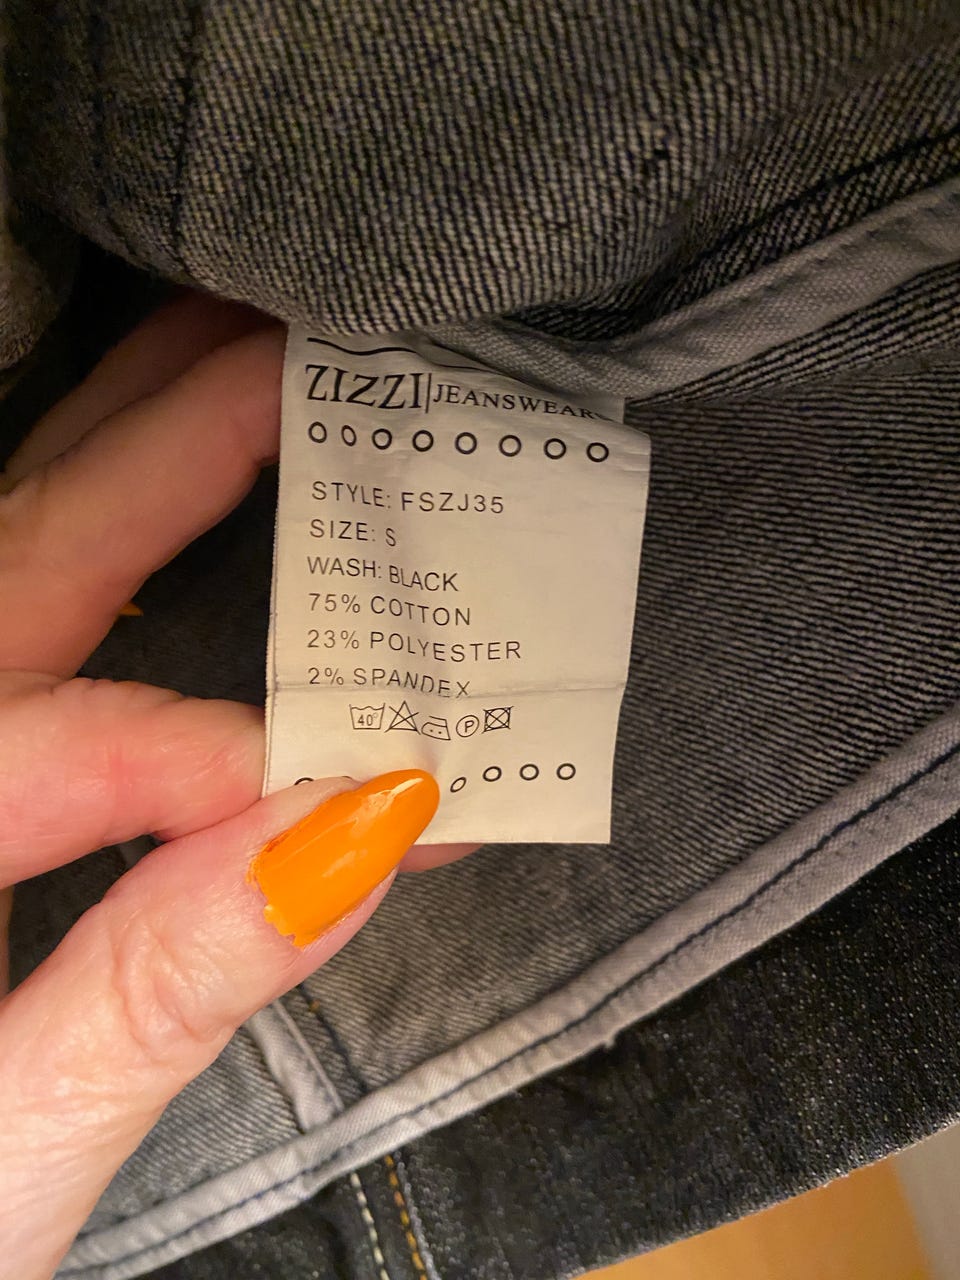 ZIZZI|JEANSWEAR
STYLE: FSZJ35
SIZE: S
WASH: BLACK
75% COTTON
23% POLYESTER
2% SPANDEX
40° P